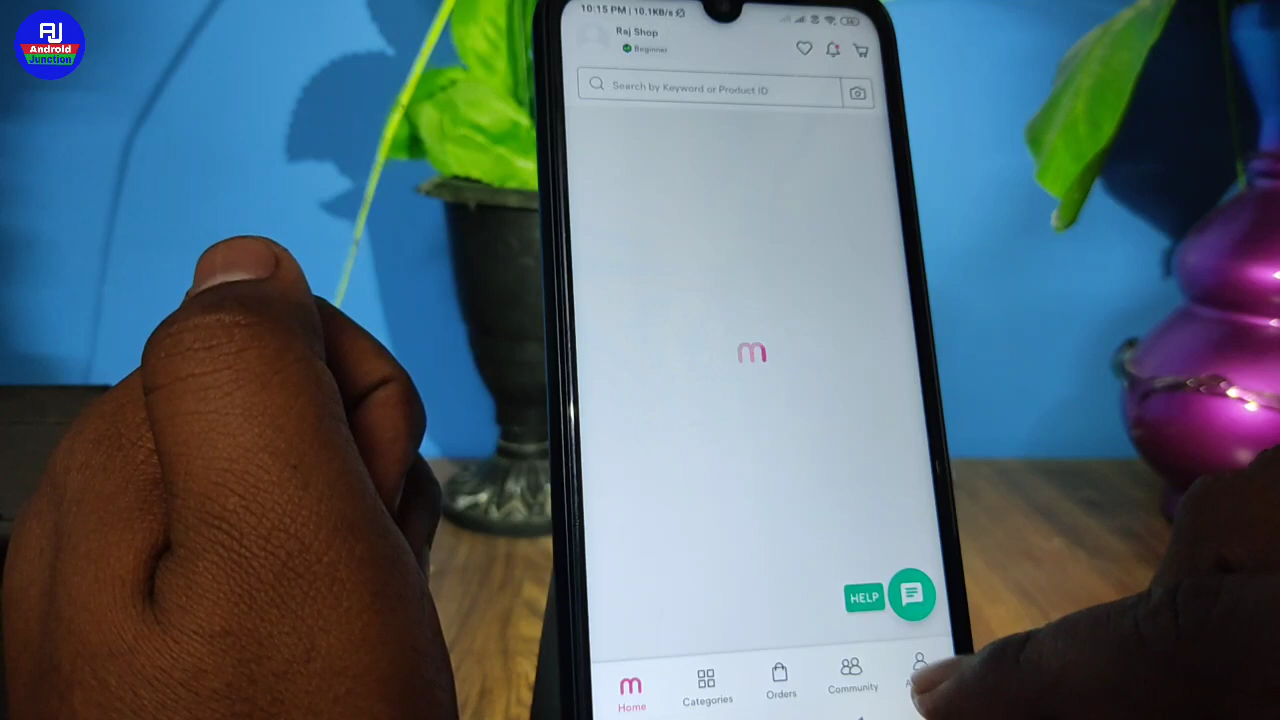 AJ
Android
Junction
10:15 PM | 10.1KB/s
Raj Shop
Beginner
Search by Keyword or Product ID
m
HELP
m
Home
Categories
Orders
Community